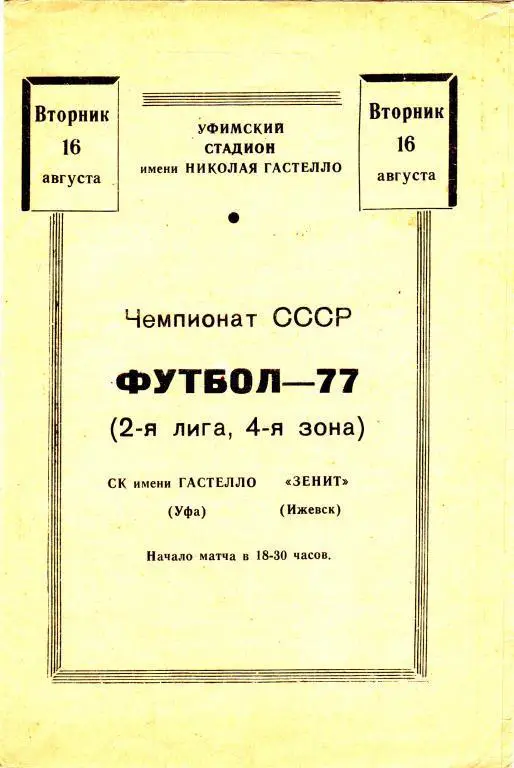 Вторник
16
августа
УФИМСКИЙ
СТАДИОН
имени НИКОЛАЯ ГАСТЕЛЛО
Вторник
16
августа
Чемпионат СССР
ФУТБОЛ—77
(2-я лига, 4-я зона)
СК имени ГАСТЕЛЛО «ЗЕНИТ»
(Уфа) (Ижевск)
Начало матча в 18-30 часов.